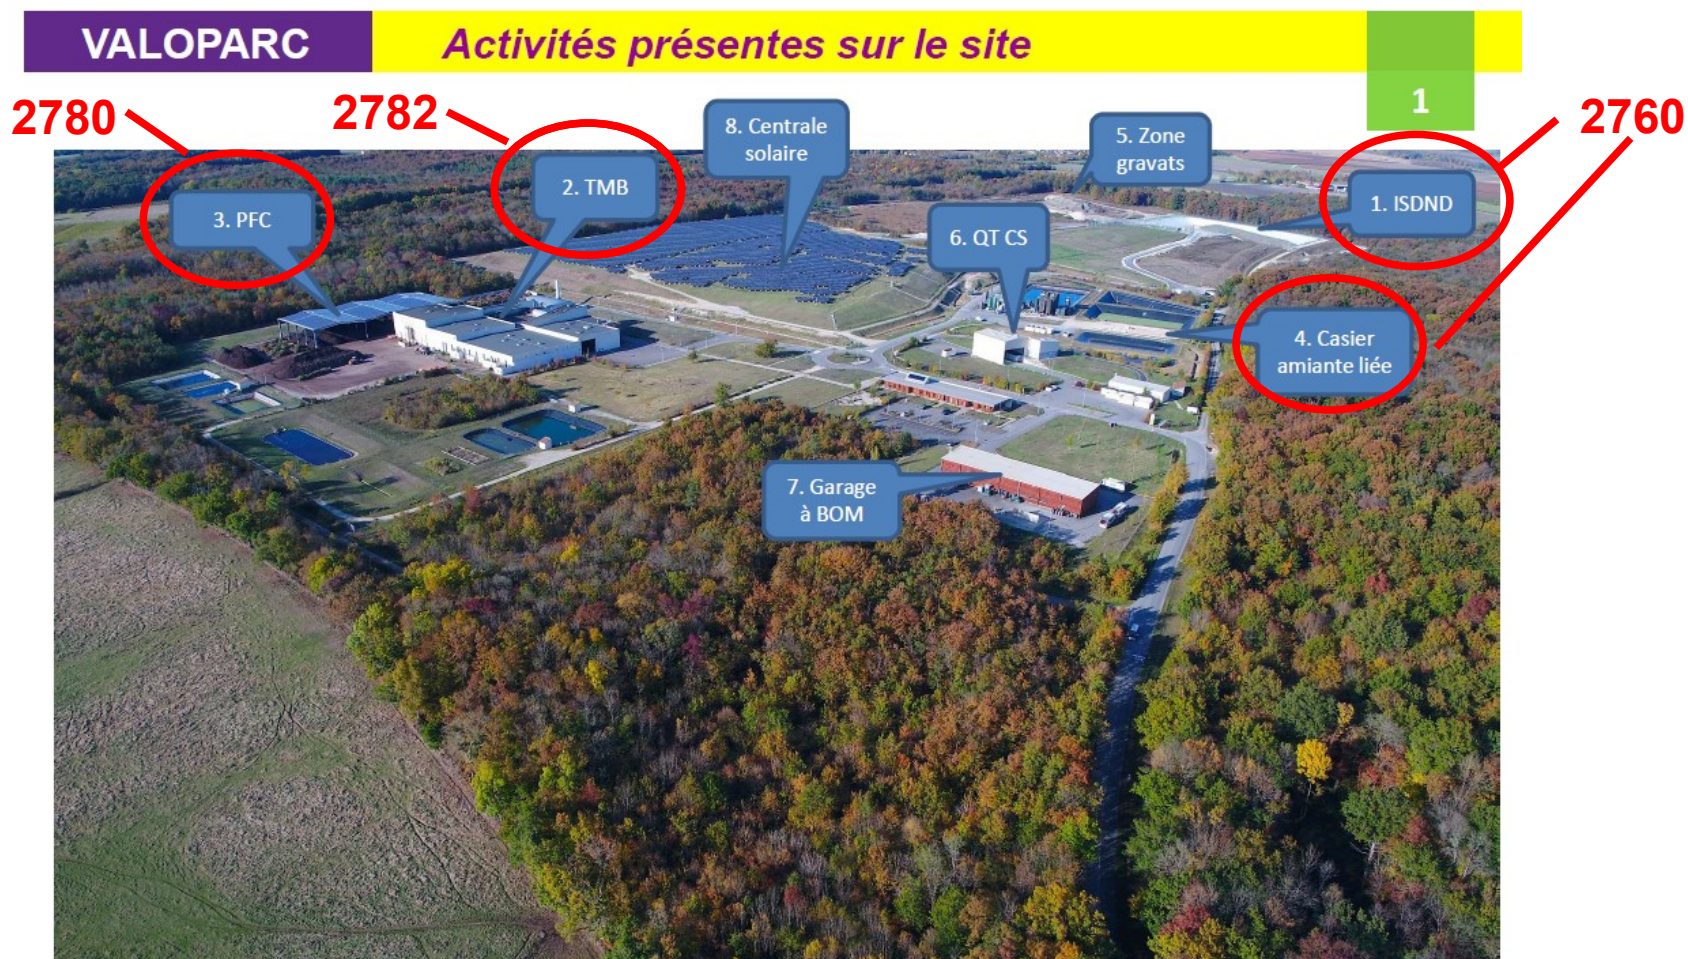 VALOPARC
Activités présentes sur le site
1
2780
2782
2760
8. Centrale
solaire
5. Zone
gravats
2. TMB
3. PFC
1. ISDND
6. QT CS
4. Casier
amiante liée
7. Garage
à BOM